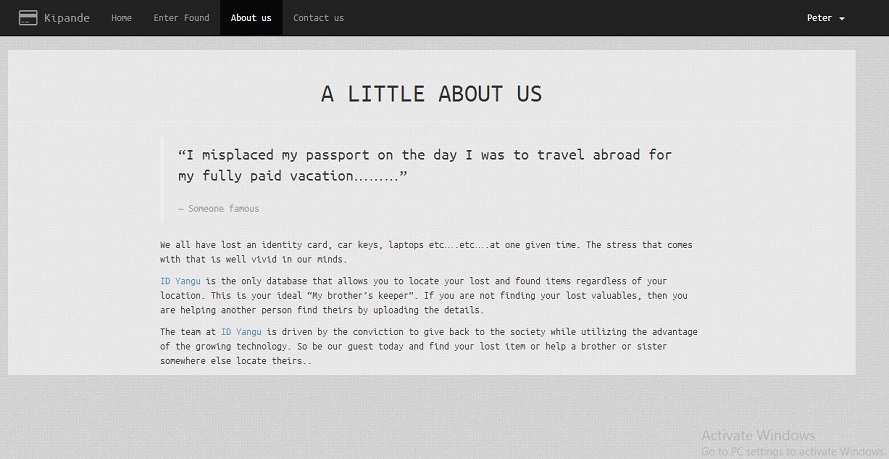 Kipande Home Enter Found About us Contact us Peter
A LITTLE ABOUT US
“I misplaced my passport on the day I was to travel abroad for
my fully paid vacation.........”
— Someone famous
We all have lost an identity card, car keys, laptops etc....etc....at one given time. The stress that comes
with that is well vivid in our minds.
ID Yangu is the only database that allows you to locate your lost and found items regardless of your
location. This is your ideal “My brother’s keeper”. If you are not finding your lost valuables, then you
are helping another person find theirs by uploading the details.
The team at ID Yangu is driven by the conviction to give back to the society while utilizing the advantage
of the growing technology. So be our guest today and find your lost item or help a brother or sister
somewhere else locate theirs..
Activate Windows
Go to PC settings to activate Windows.